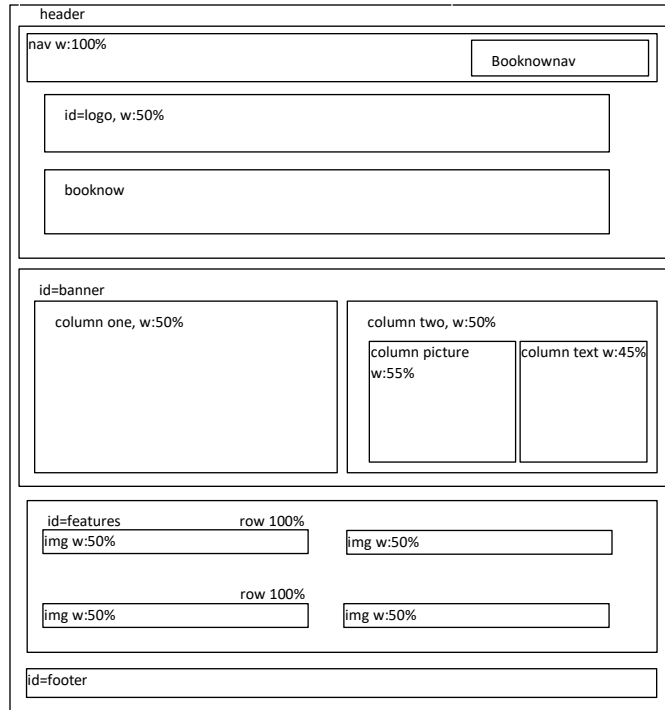 header
nav w:100%
Booknownav
id=logo, w:50%
booknow
id=banner
column one, w:50%
column two, w:50%
column picture
w:55%
column text w:45%
id=features
row 100%
img w:50%
img w:50%
row 100%
img w:50%
img w:50%
id=footer